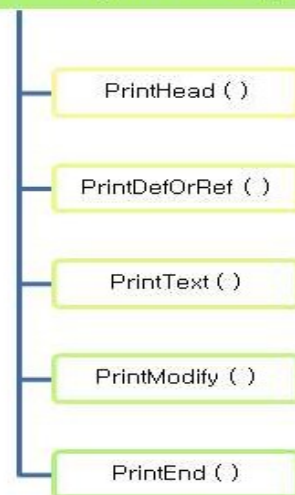 PrintHead ( )
PrintDefOrRef ( )
PrintText ( )
PrintModify ( )
PrintEnd ( )